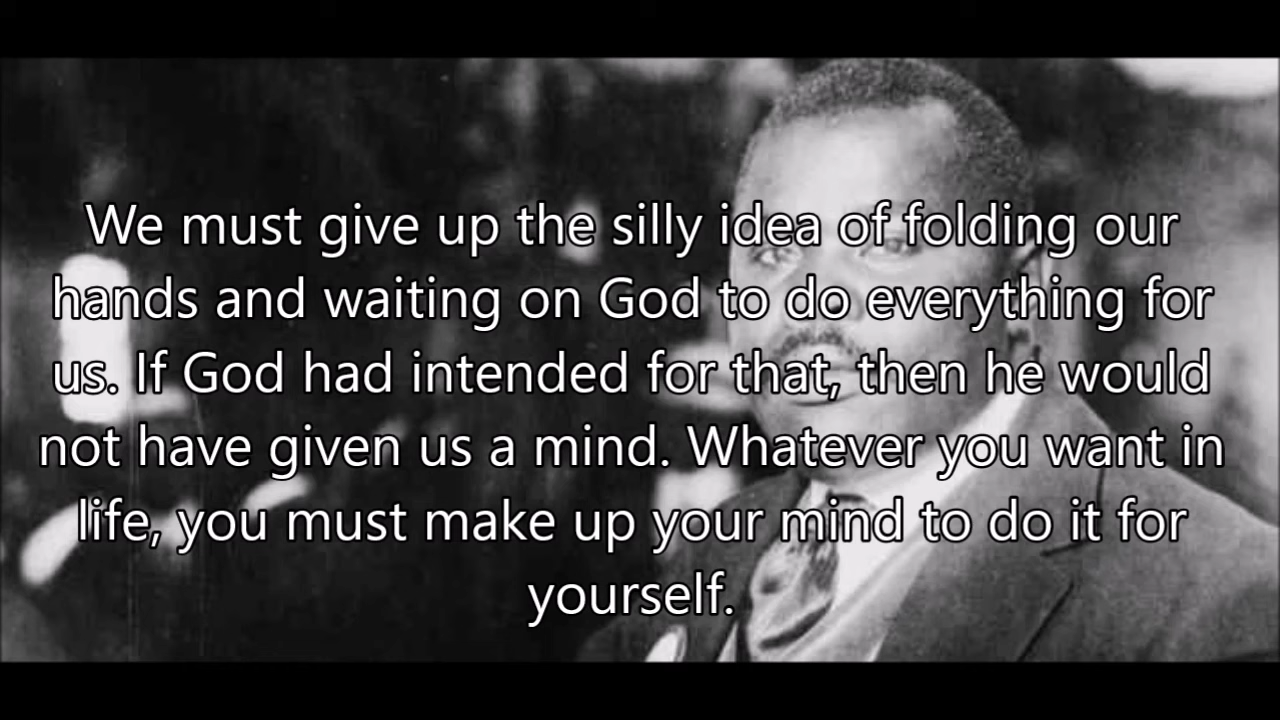 We must give up the silly idea of folding our
hands and waiting on God to do everything for
us. If God had intended for that, then he would
not have given us a mind. Whatever you want in
life, you must make up your mind to do it for
yourself.